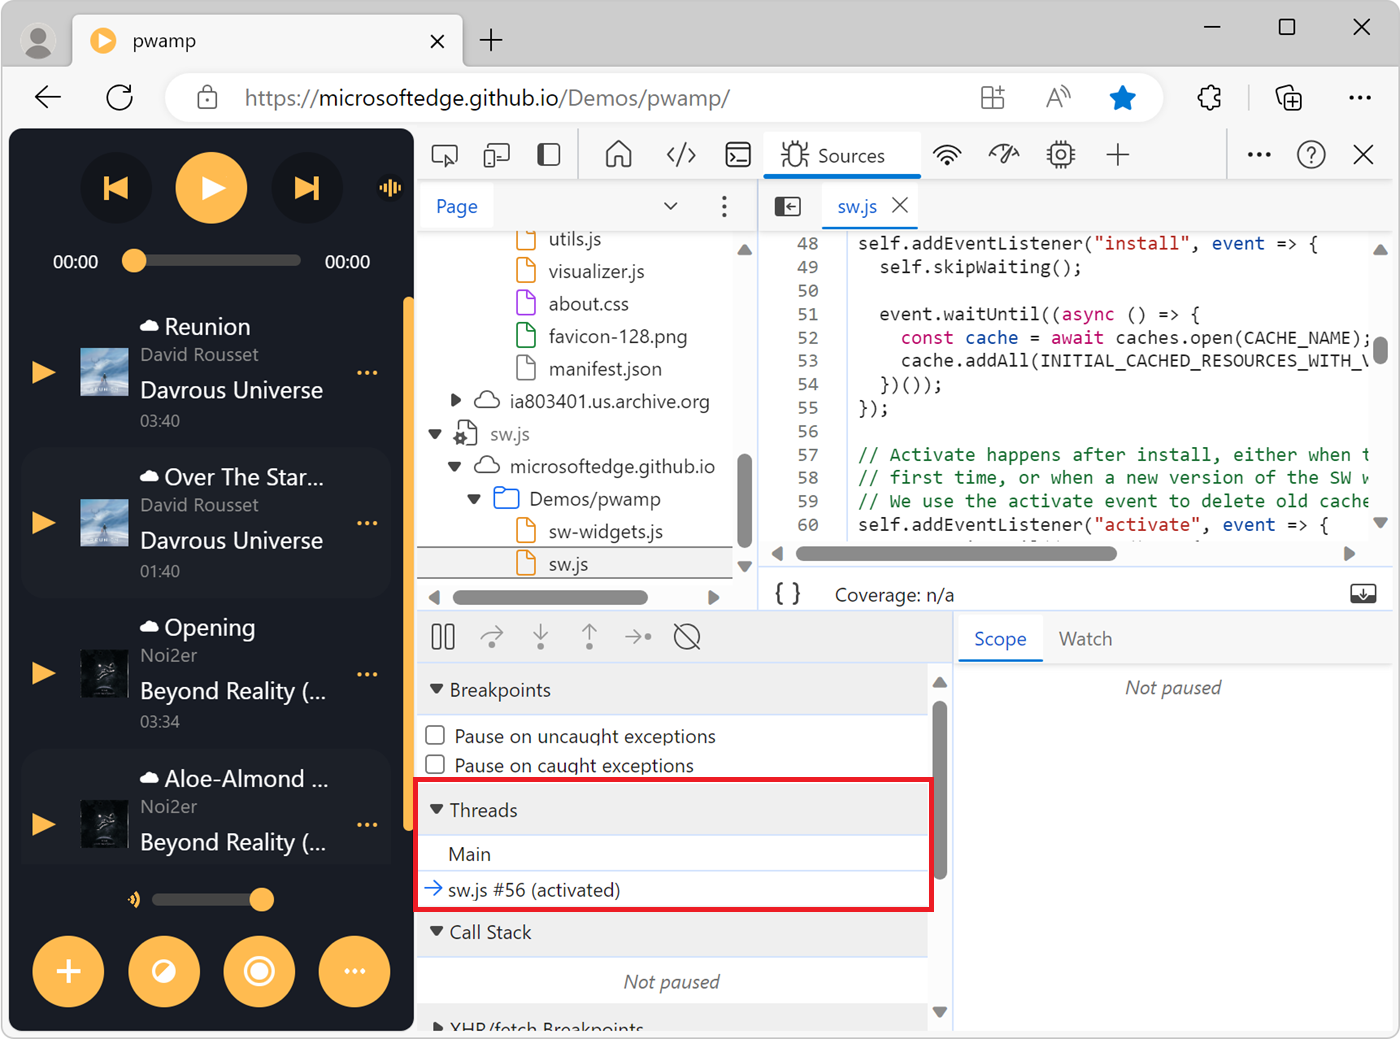 pwamp
https://microsoftedge.github.io/Demos/pwamp/
00:00
00:00
Reunion
David Rousset
Davrous Universe
03:40
Over The Star...
David Rousset
Davrous Universe
01:40
Opening
Noi2er
Beyond Reality (...
03:34
Aloe-Almond ...
Noi2er
Beyond Reality (...
Sources
Page
utils.js
visualizer.js
about.css
favicon-128.png
manifest.json
ia803401.us.archive.org
sw.js
microsoftedge.github.io
Demos/pwamp
sw-widgets.js
sw.js
sw.js
48 self.addEventListener("install", event => {
49 self.skipWaiting();
50
51 event.waitUntil((async () => {
52 const cache = await caches.open(CACHE_NAME);
53 cache.addAll(INITIAL_CACHED_RESOURCES_WITH_V
54 })());
55 });
56
57 // Activate happens after install, either when t
58 // first time, or when a new version of the SW w
59 // We use the activate event to delete old cache
60 self.addEventListener("activate", event => {
{ } Coverage: n/a
Breakpoints
Pause on uncaught exceptions
Pause on caught exceptions
Threads
Main
sw.js #56 (activated)
Call Stack
Not paused
XHR/fetch Breakpoints
Scope Watch
Not paused